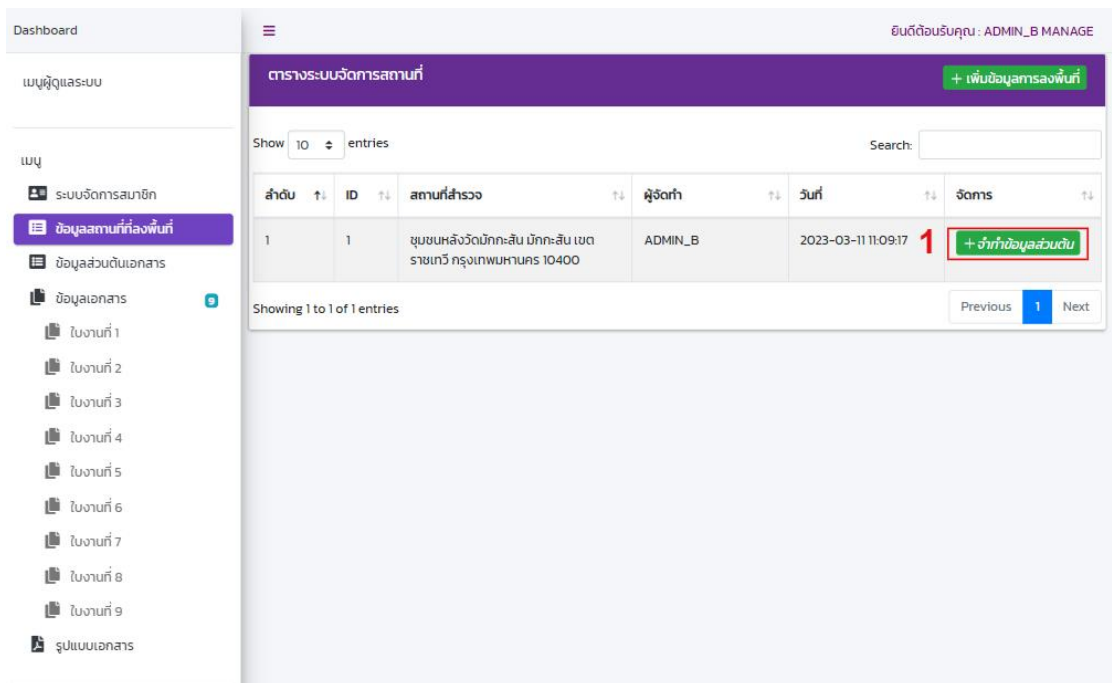 Dashboard
ยินดีต้อนรับคุณ : ADMIN_B MANAGE
เมนูผู้ดูแลระบบ
เมนู
ระบบจัดการสมาชิก
ข้อมูลสถานที่ที่ลงพื้นที่
ข้อมูลส่วนต้นเอกสาร
ข้อมูลเอกสาร 9
ใบงานที่ 1
ใบงานที่ 2
ใบงานที่ 3
ใบงานที่ 4
ใบงานที่ 5
ใบงานที่ 6
ใบงานที่ 7
ใบงานที่ 8
ใบงานที่ 9
รูปแบบเอกสาร
ตารางระบบจัดการสถานที่
+ เพิ่มข้อมูลการลงพื้นที่
Show 10 entries
Search:
ลำดับ ID สถานที่สำรวจ ผู้จัดทำ วันที่ จัดการ
1 1 ชุมชนหลังวัดมักกะสัน มักกะสัน เขต ADMIN_B 2023-03-11 11:09:17 1 + จำทำข้อมูลส่วนต้น
ราชเทวี กรุงเทพมหานคร 10400
Showing 1 to 1 of 1 entries
Previous 1 Next